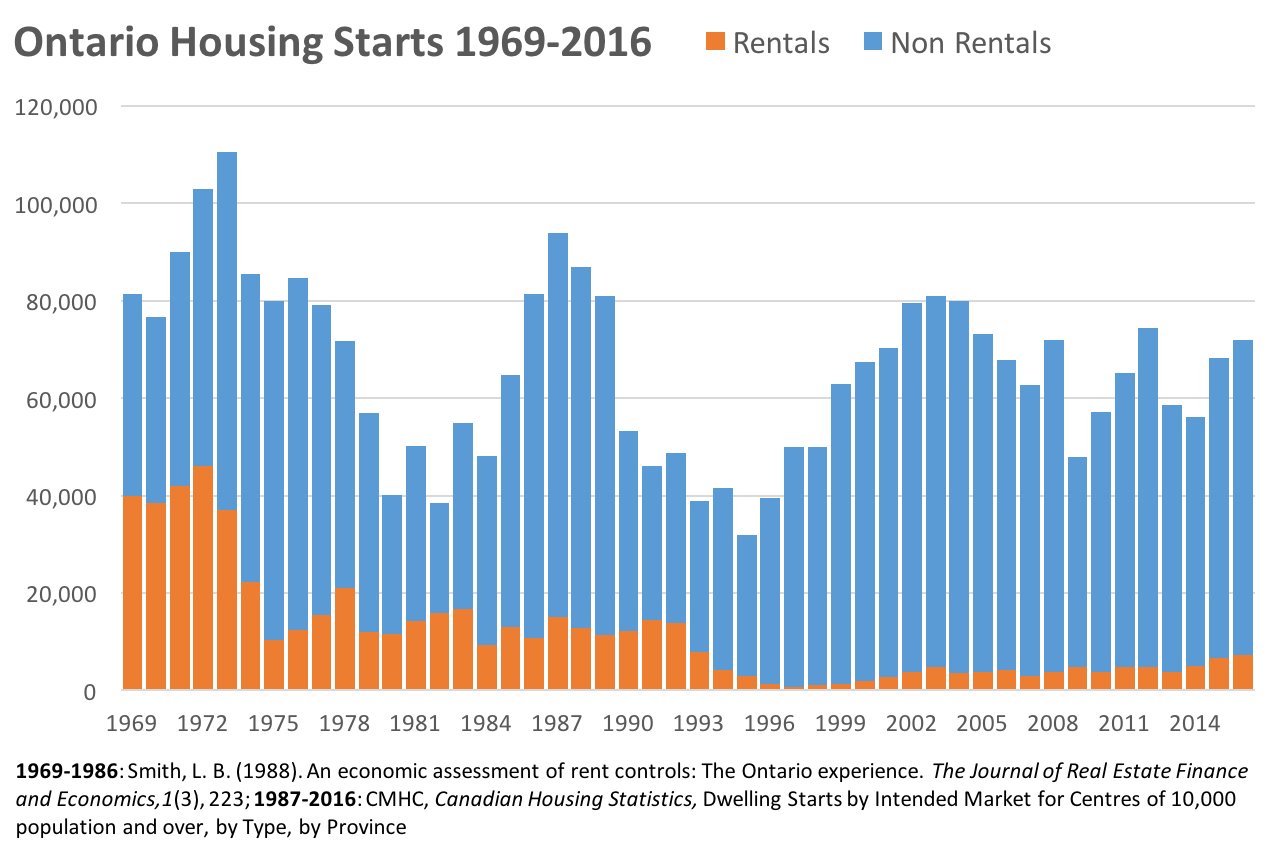 Ontario Housing Starts 1969-2016
Rentals
Non Rentals
120,000
100,000
80,000
60,000
40,000
20,000
0
1969 1972 1975 1978 1981 1984 1987 1990 1993 1996 1999 2002 2005 2008 2011 2014
1969-1986: Smith, L. B. (1988). An economic assessment of rent controls: The Ontario experience. The Journal of Real Estate Finance
and Economics,1(3), 223; 1987-2016: CMHC, Canadian Housing Statistics, Dwelling Starts by Intended Market for Centres of 10,000
population and over, by Type, by Province